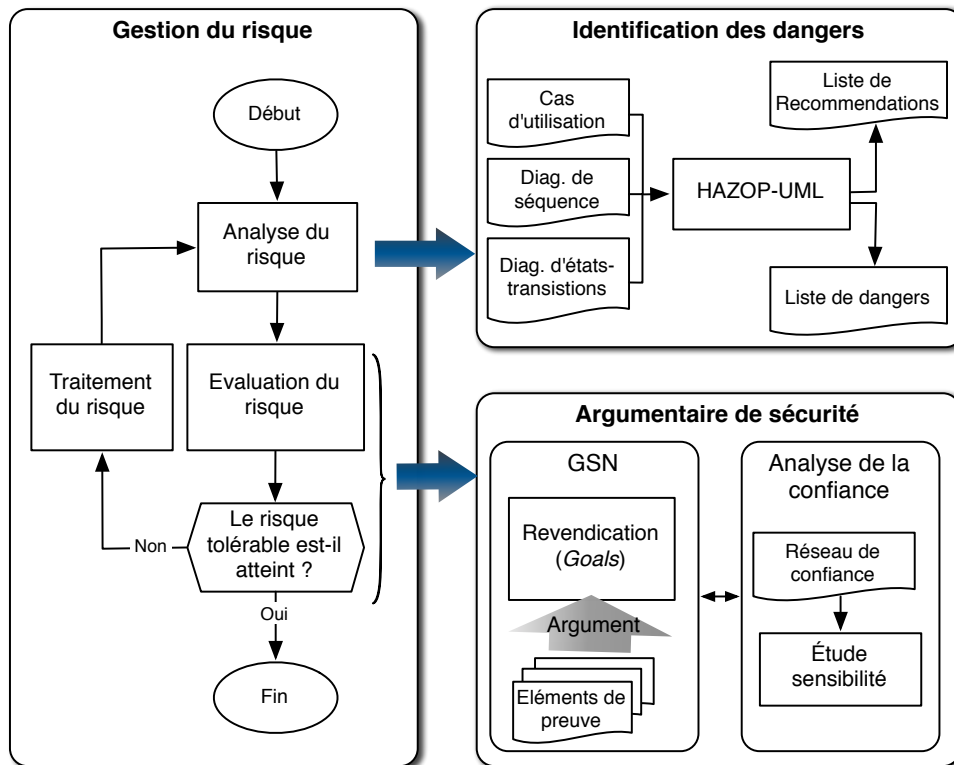 Gestion du risque
Début
Analyse du
risque
Traitement
du risque
Evaluation du
risque
Le risque
tolérable est-il
atteint ?
Non
Oui
Fin
Identification des dangers
Cas
d'utilisation
Diag. de
séquence
Diag. d'états-
transistions
HAZOP-UML
Liste de
Recommendations
Liste de dangers
Argumentaire de sécurité
GSN
Revendication
(Goals)
Argument
Eléments de
preuve
Analyse de la
confiance
Réseau de
confiance
Étude
sensibilité